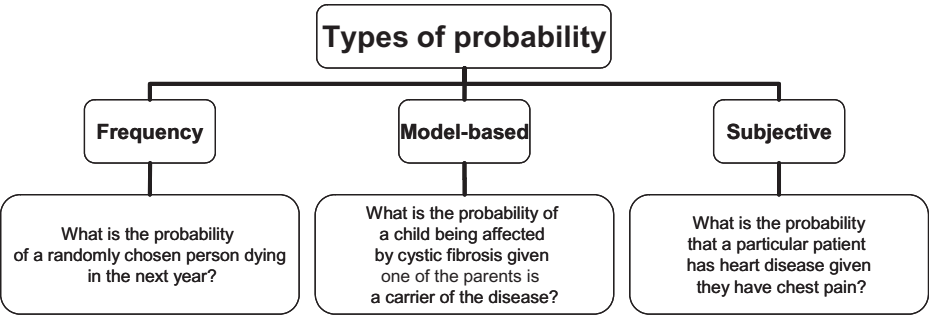 Types of probability
Frequency
Model-based
Subjective
What is the probability
of a randomly chosen person dying
in the next year?
What is the probability of
a child being affected
by cystic fibrosis given
one of the parents is
a carrier of the disease?
What is the probability
that a particular patient
has heart disease given
they have chest pain?